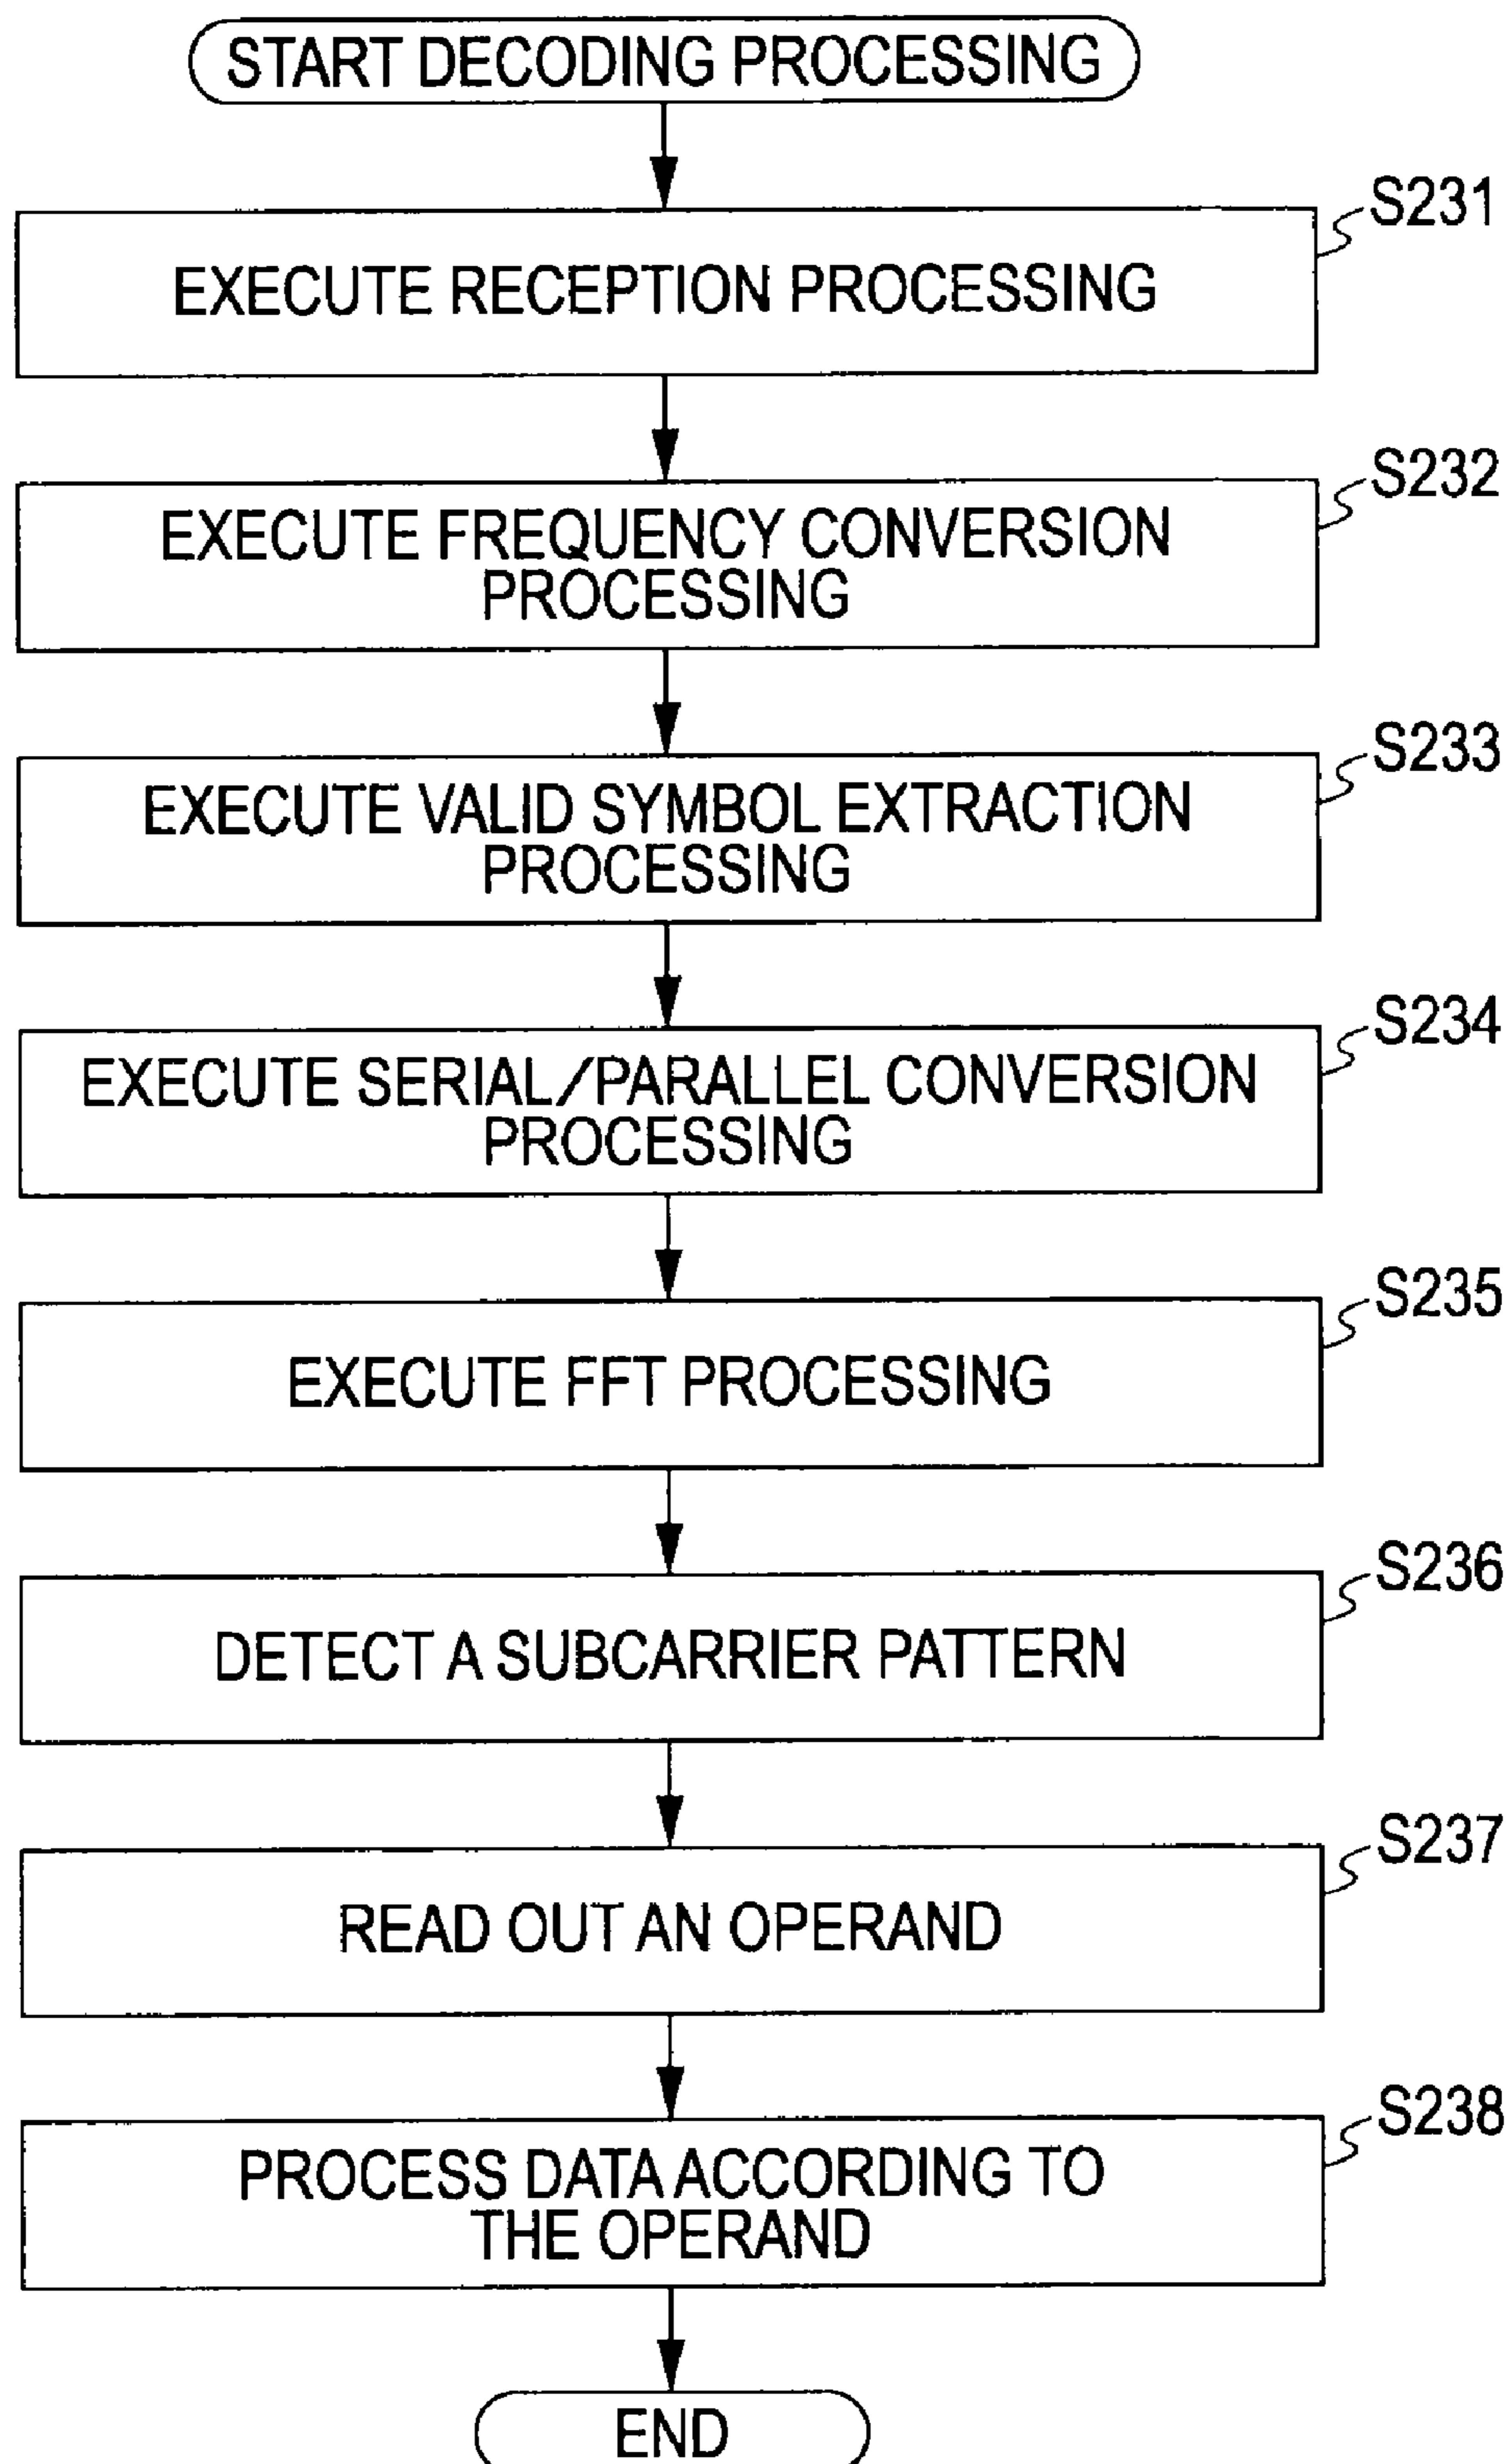 START DECODING PROCESSING
S231
EXECUTE RECEPTION PROCESSING
S232
EXECUTE FREQUENCY CONVERSION
PROCESSING
S233
EXECUTE VALID SYMBOL EXTRACTION
PROCESSING
S234
EXECUTE SERIAL/PARALLEL CONVERSION
PROCESSING
S235
EXECUTE FFT PROCESSING
S236
DETECT A SUBCARRIER PATTERN
S237
READ OUT AN OPERAND
S238
PROCESS DATA ACCORDING TO
THE OPERAND
END